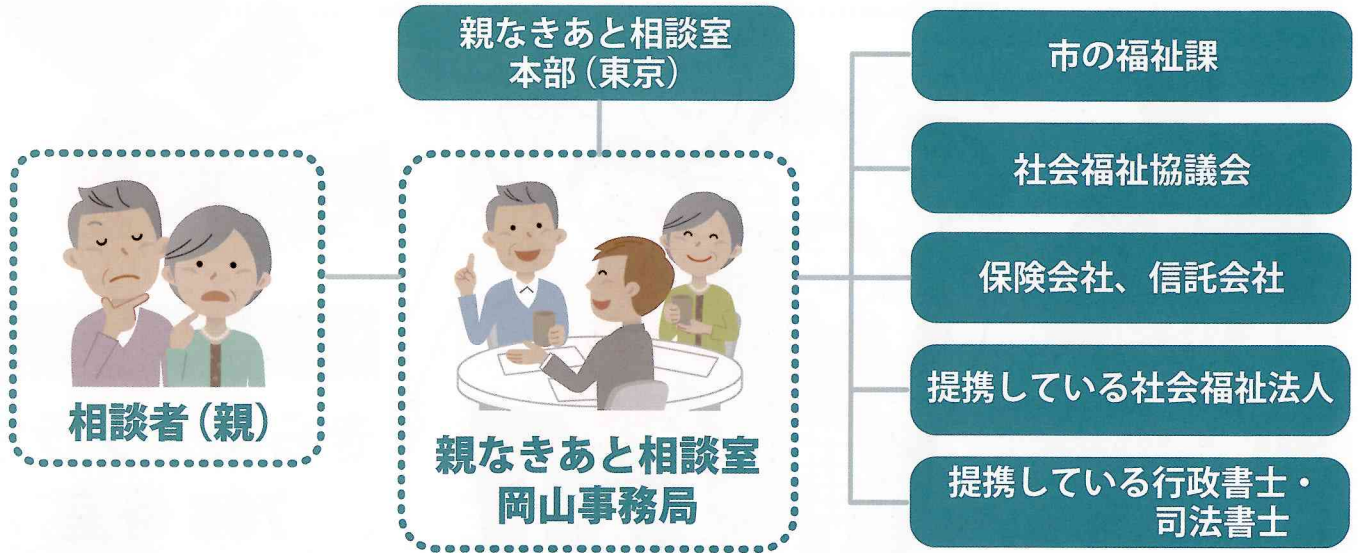 親なきあと相談室
本部（東京）
相談者（親）
親なきあと相談室
岡山事務局
市の福祉課
社会福祉協議会
保険会社、信託会社
提携している社会福祉法人
提携している行政書士・
司法書士